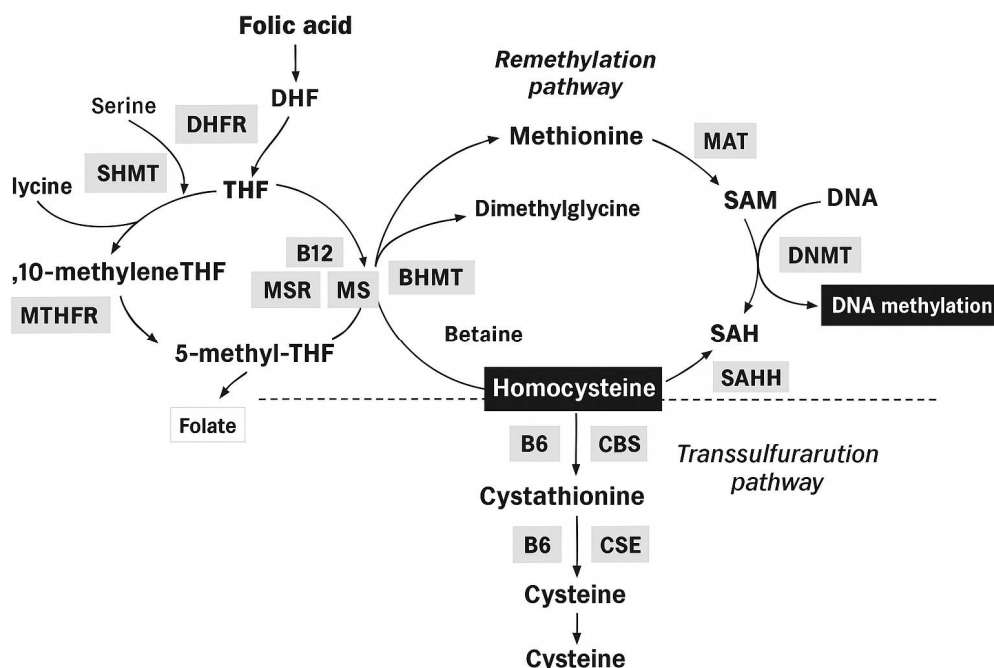 Folic acid
DHF
Serine
DHFR
SHMT
lycine
THF
,10-methyleneTHF
MTHFR
B12
MSR
MS
5-methyl-THF
Folate
Remethylation
pathway
Methionine
MAT
SAM
DNA
Dimethylglycine
BHMT
DNMT
DNA methylation
Betaine
SAH
SAHH
Homocysteine
B6
CBS
Transsulfurarution
pathway
Cystathionine
B6
CSE
Cysteine
Cysteine